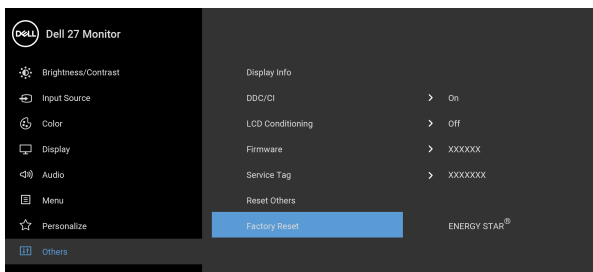 DELL Dell 27 Monitor
Brightness/Contrast
Input Source
Color
Display
Audio
Menu
Personalize
Others
Display Info
DDC/CI > On
LCD Conditioning > Off
Firmware > XXXXXX
Service Tag > XXXXXXX
Reset Others
Factory Reset ENERGY STAR®